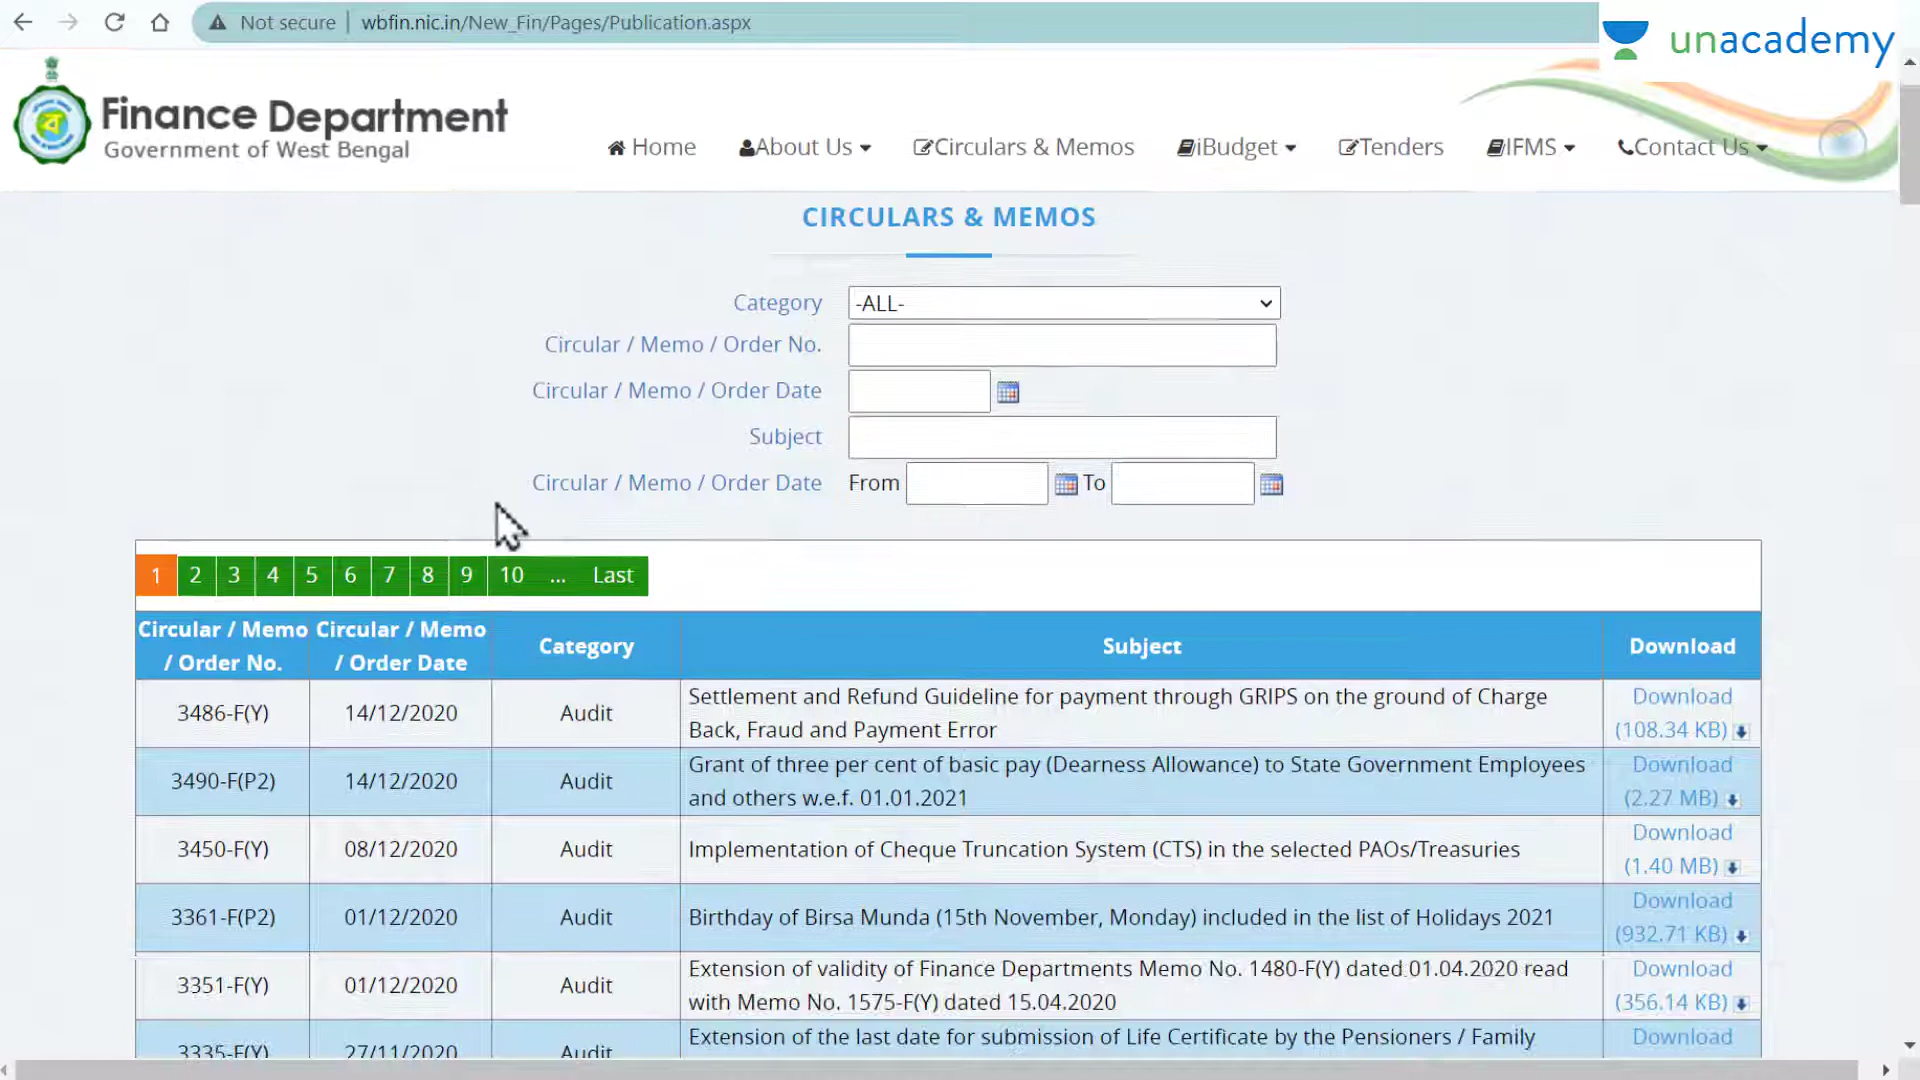 Not secure | wbfin.nic.in/New_Fin/Pages/Publication.aspx
unacademy
Finance Department
Government of West Bengal
Home About Us Circulars & Memos iBudget Tenders IFMS Contact Us
CIRCULARS & MEMOS
Category -ALL-
Circular / Memo / Order No.
Circular / Memo / Order Date
Subject
Circular / Memo / Order Date From To
1 2 3 4 5 6 7 8 9 10 ... Last
Circular / Memo Circular / Memo
/ Order No. / Order Date Category Subject Download
3486-F(Y) 14/12/2020 Audit Settlement and Refund Guideline for payment through GRIPS on the ground of Charge Download
Back, Fraud and Payment Error (108.34 KB)
3490-F(P2) 14/12/2020 Audit Grant of three per cent of basic pay (Dearness Allowance) to State Government Employees Download
and others w.e.f. 01.01.2021 (2.27 MB)
3450-F(Y) 08/12/2020 Audit Implementation of Cheque Truncation System (CTS) in the selected PAOs/Treasuries Download
(1.40 MB)
3361-F(P2) 01/12/2020 Audit Birthday of Birsa Munda (15th November, Monday) included in the list of Holidays 2021 Download
(932.71 KB)
3351-F(Y) 01/12/2020 Audit Extension of validity of Finance Departments Memo No. 1480-F(Y) dated 01.04.2020 read Download
with Memo No. 1575-F(Y) dated 15.04.2020 (356.14 KB)
3335-F(Y) 27/11/2020 Audit Extension of the last date for submission of Life Certificate by the Pensioners / Family Download